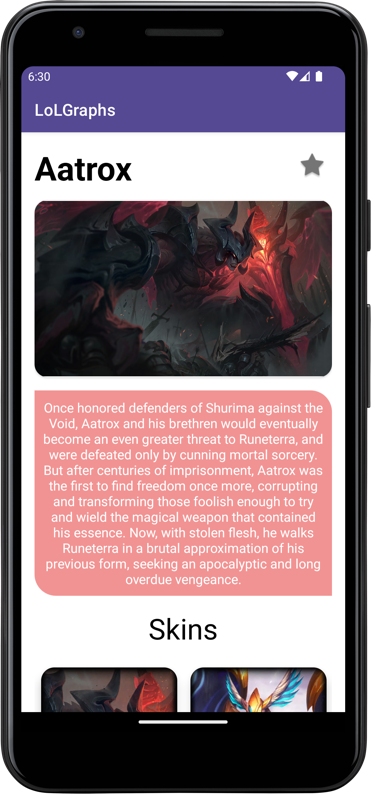 6:30
LoLGraphs
Aatrox
Once honored defenders of Shurima against the
Void, Aatrox and his brethren would eventually
become an even greater threat to Runeterra, and
were defeated only by cunning mortal sorcery.
But after centuries of imprisonment, Aatrox was
the first to find freedom once more, corrupting
and transforming those foolish enough to try
and wield the magical weapon that contained
his essence. Now, with stolen flesh, he walks
Runeterra in a brutal approximation of his
previous form, seeking an apocalyptic and long
overdue vengeance.
Skins